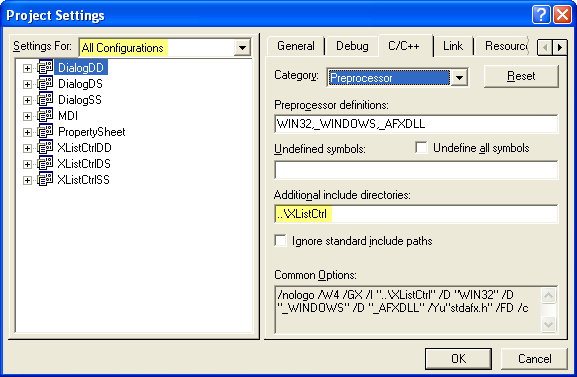 Project Settings
Settings For:
All Configurations
DialogDD
DialogDS
DialogSS
MDI
PropertySheet
XListCtrlDD
XListCtrlDS
XListCtrlSS
General Debug C/C++ Link Resourc
Category: Preprocessor Reset
Preprocessor definitions:
WIN32,_WINDOWS,_AFXDLL
Undefined symbols: Undefine all symbols
Additional include directories:
..\XListCtrl
Ignore standard include paths
Common Options:
/nologo /W4 /GX /I "..\XListCtrl" /D "WIN32" /D
"_WINDOWS" /D "_AFXDLL" /Yu"stdafx.h" /FD /c
OK Cancel